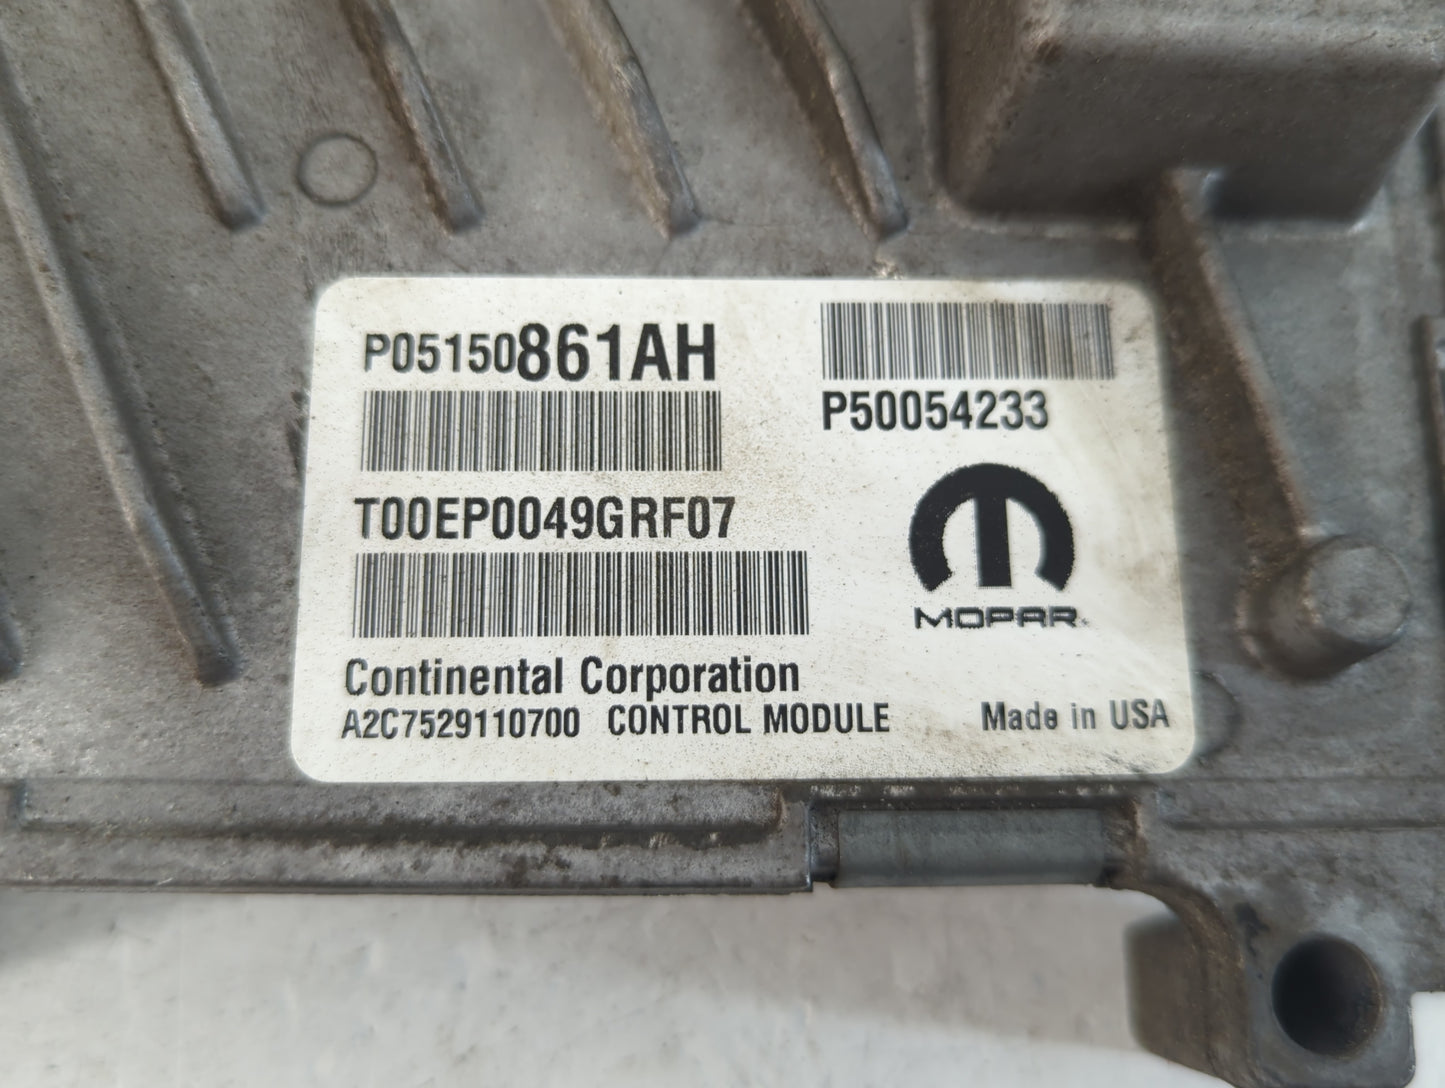 P05150861AH
P50054233
T00EP0049GRF07
MOPAR
Continental Corporation
A2C7529110700 CONTROL MODULE Made in USA